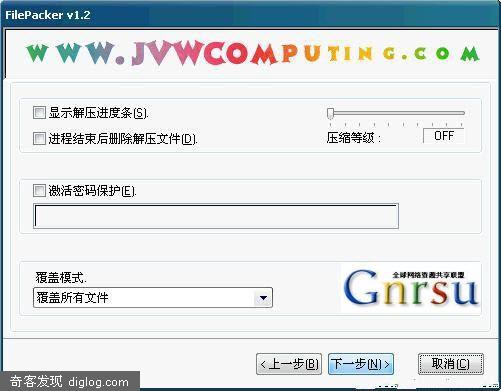 FilePacker v1.2
WWW.JVWCOMPUTING.COM
显示解压进度条(S).
进程结束后删除解压文件(D).
压缩等级 :
OFF
激活密码保护(E).
覆盖模式.
覆盖所有文件
全球网络资趣共享联盟
Gnrsu
< 上一步(B)
下一步(N) >
取消(C)
奇客发现 diglog.com